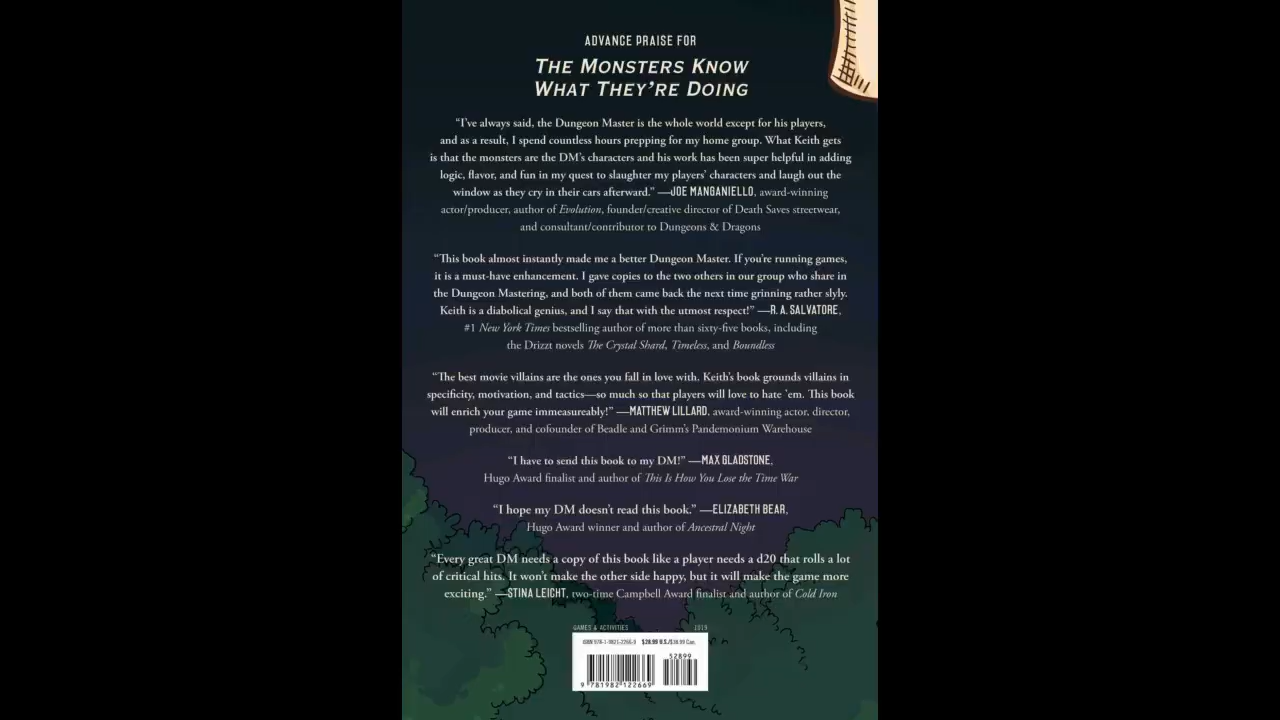 ADVANCE PRAISE FOR
THE MONSTERS KNOW
WHAT THEY'RE DOING
“I've always said, the Dungeon Master is the whole world except for his players,
and as a result, I spend countless hours prepping for my home group. What Keith gets
is that the monsters are the DM's characters and his work has been super helpful in adding
logic, flavor, and fun in my quest to slaughter my players' characters and laugh out the
window as they cry in their cars afterward.” —JOE MANGANIELLO, award-winning
actor/producer, author of Evolution, founder/creative director of Death Saves streetwear,
and consultant/contributor to Dungeons & Dragons
“This book almost instantly made me a better Dungeon Master. If you're running games,
it is a must-have enhancement. I gave copies to the two others in our group who share in
the Dungeon Mastering, and both of them came back the next time grinning rather slyly.
Keith is a diabolical genius, and I say that with the utmost respect!” —R. A. SALVATORE,
#1 New York Times bestselling author of more than sixty-five books, including
the Drizzt novels The Crystal Shard, Timeless, and Boundless
“The best movie villains are the ones you fall in love with. Keith's book grounds villains in
specificity, motivation, and tactics—so much so that players will love to hate 'em. This book
will enrich your game immeasureably!” —MATTHEW LILLARD, award-winning actor, director,
producer, and cofounder of Beadle and Grimm's Pandemonium Warehouse
“I have to send this book to my DM!” —MAX GLADSTONE,
Hugo Award finalist and author of This Is How You Lose the Time War
“I hope my DM doesn't read this book.” —ELIZABETH BEAR,
Hugo Award winner and author of Ancestral Night
“Every great DM needs a copy of this book like a player needs a d20 that rolls a lot
of critical hits. It won't make the other side happy, but it will make the game more
exciting.” —STINA LEICHT, two-time Campbell Award finalist and author of Cold Iron
GAMES & ACTIVITIES 1019
ISBN 978-1-9821-2266-9 $28.99 U.S./$38.99 Can.
52899
9 781982 122669